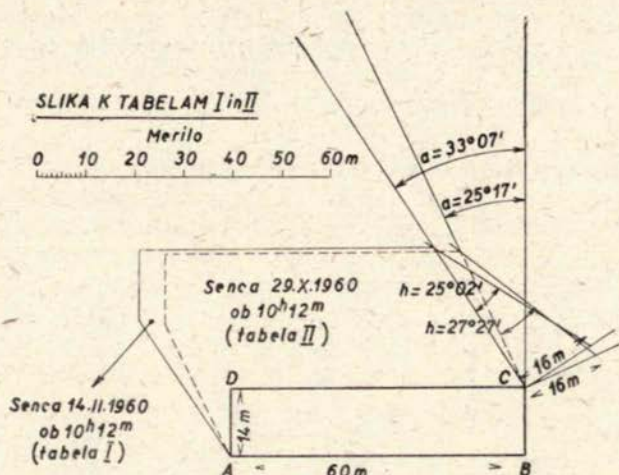 SLIKA K TABELAM I in II
Merilo
0 10 20 30 40 50 60 m
a = 33°07'
a = 25°17'
Senca 29.X.1960
ob 10ʰ12ᵐ
(tabela II)
h = 25°02'
h = 27°27'
16 m
16 m
Senca 14.II.1960
ob 10ʰ12ᵐ
(tabela I)
D
C
14 m
A
60 m
B